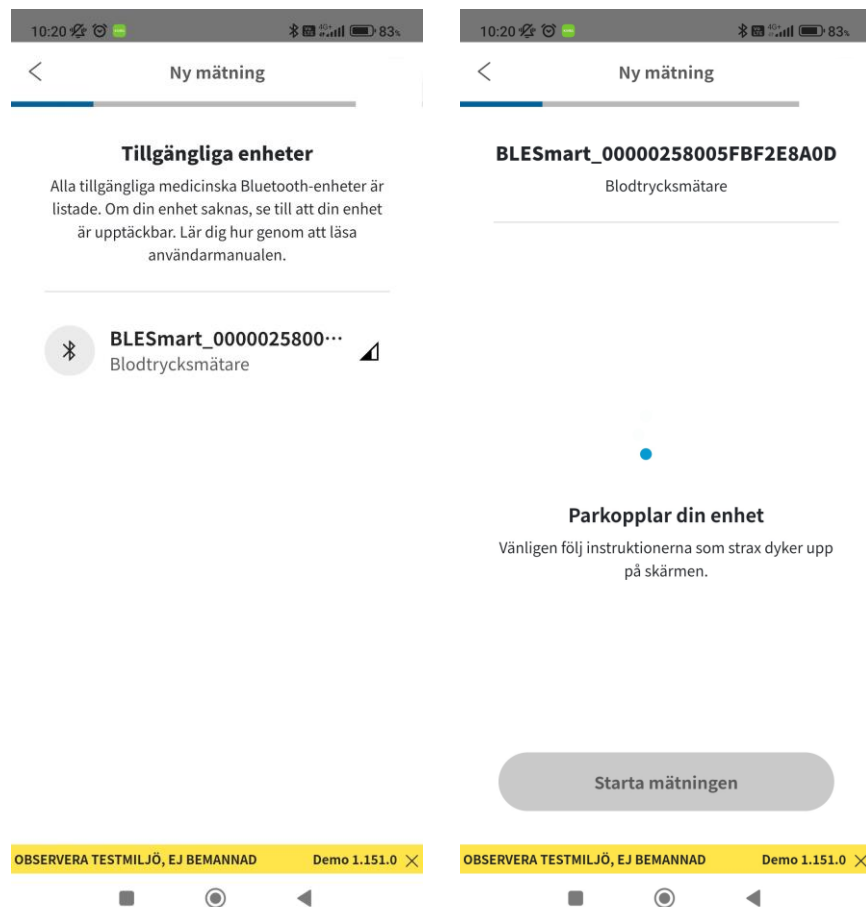 10:20
4G+
83%
Ny mätning
Tillgängliga enheter
Alla tillgängliga medicinska Bluetooth-enheter är
listade. Om din enhet saknas, se till att din enhet
är upptäckbar. Lär dig hur genom att läsa
användarmanualen.
BLESmart_0000025800...
Blodtrycksmätare
OBSERVERA TESTMILJÖ, EJ BEMANNAD
Demo 1.151.0
10:20
4G+
83%
Ny mätning
BLESmart_00000258005FBF2E8A0D
Blodtrycksmätare
Parkopplar din enhet
Vänligen följ instruktionerna som strax dyker upp
på skärmen.
Starta mätningen
OBSERVERA TESTMILJÖ, EJ BEMANNAD
Demo 1.151.0